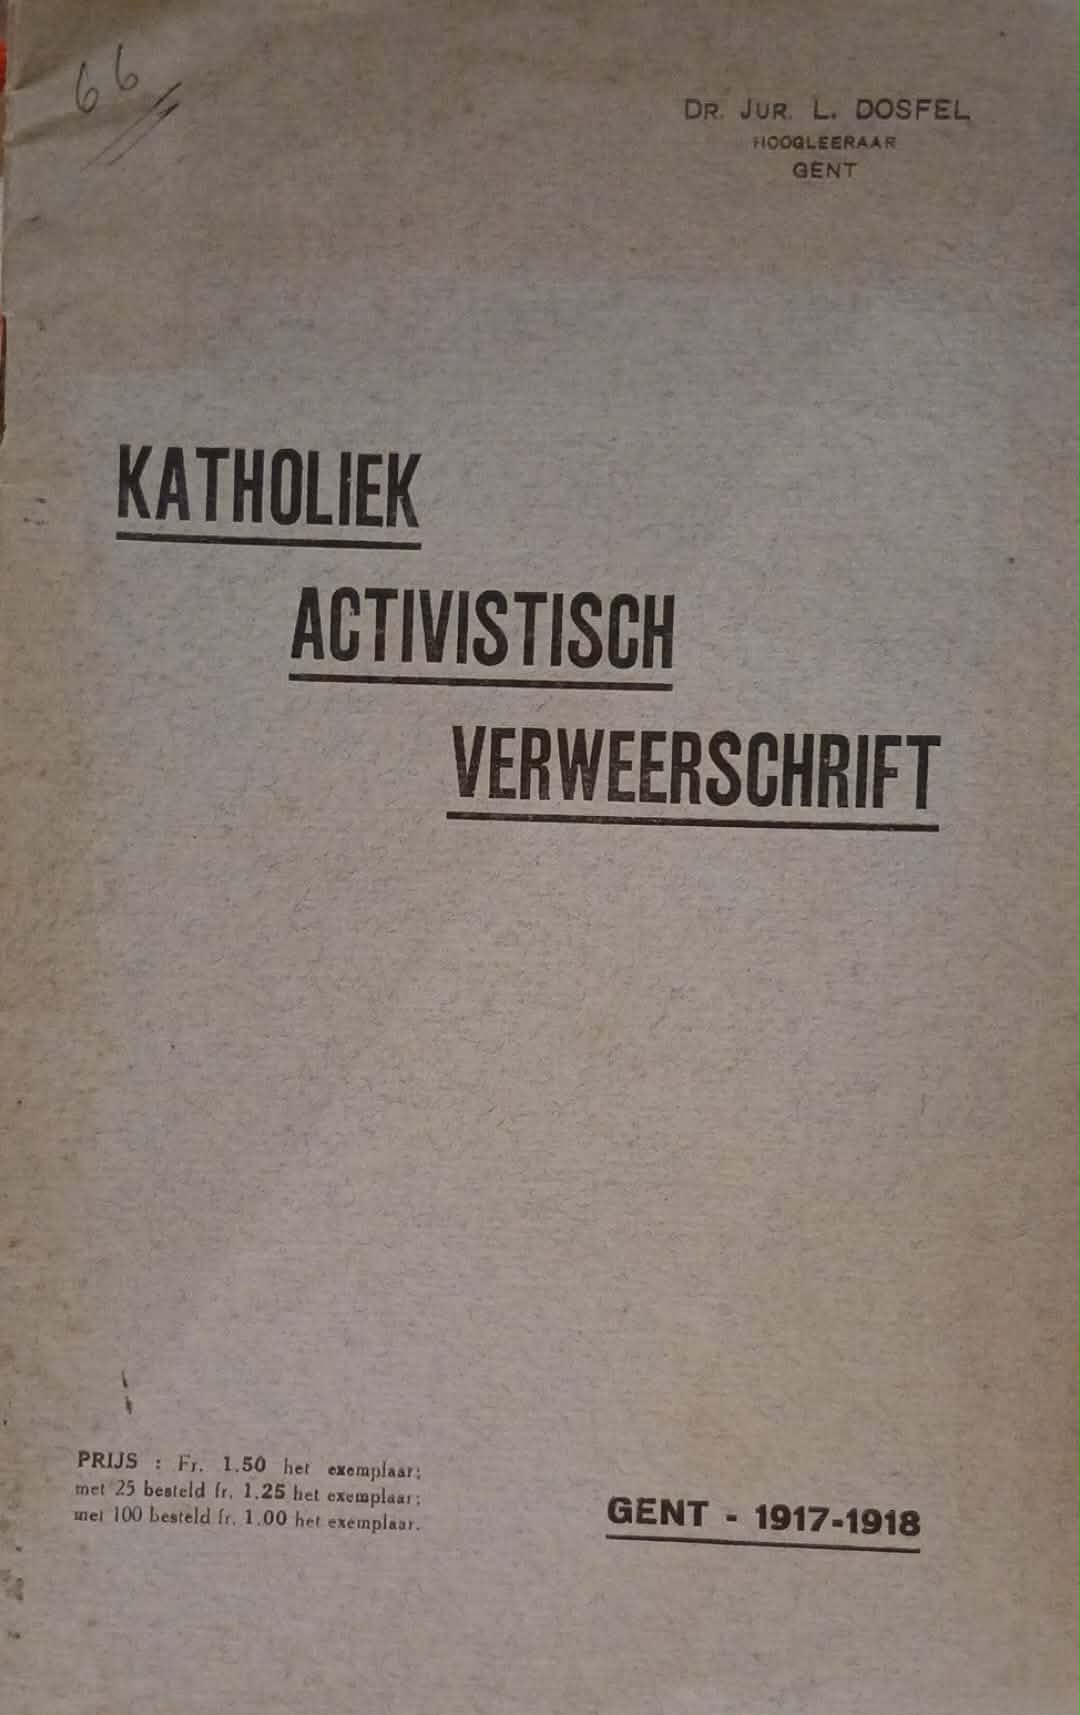 66
DR. JUR. L. DOSFEL
HOOGLEERAAR
GENT
KATHOLIEK
ACTIVISTISCH
VERWEERSCHRIFT
PRIJS : Fr. 1.50 het exemplaar;
met 25 besteld fr. 1.25 het exemplaar;
met 100 besteld fr. 1.00 het exemplaar.
GENT - 1917-1918